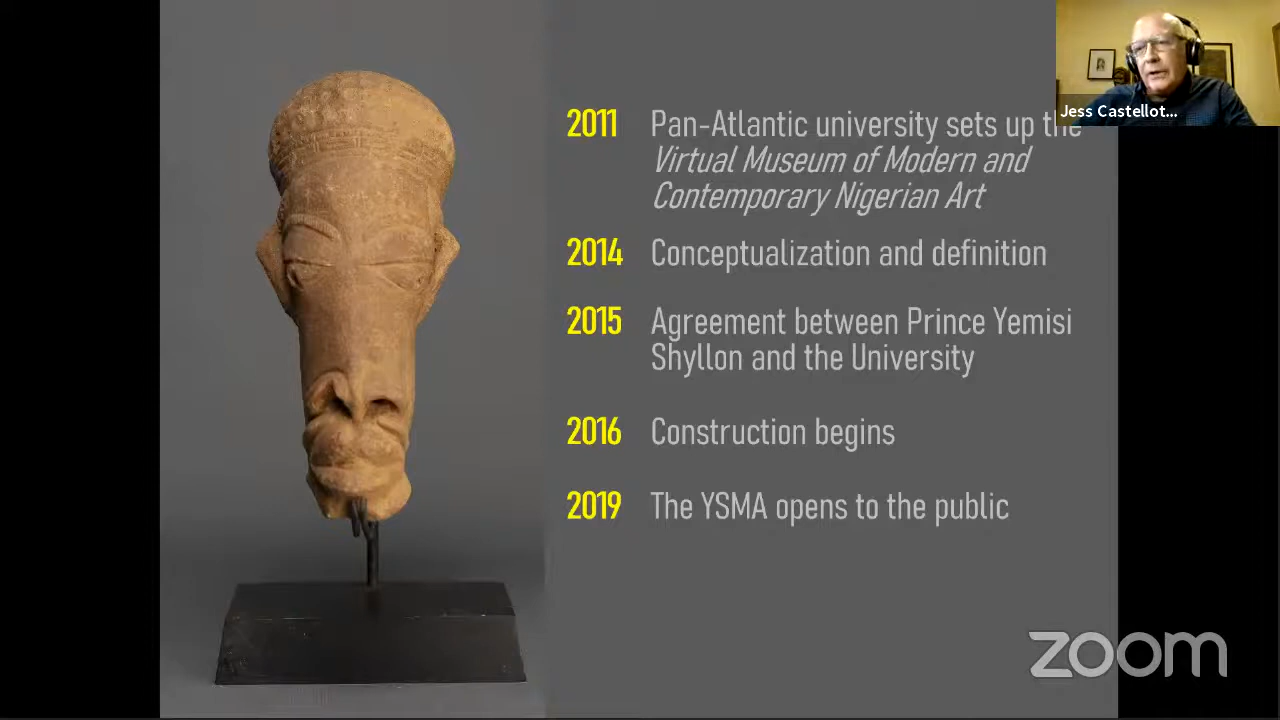 Jess Castellot...
2011 Pan-Atlantic university sets up the
Virtual Museum of Modern and
Contemporary Nigerian Art
2014 Conceptualization and definition
2015 Agreement between Prince Yemisi
Shyllon and the University
2016 Construction begins
2019 The YSMA opens to the public
zoom